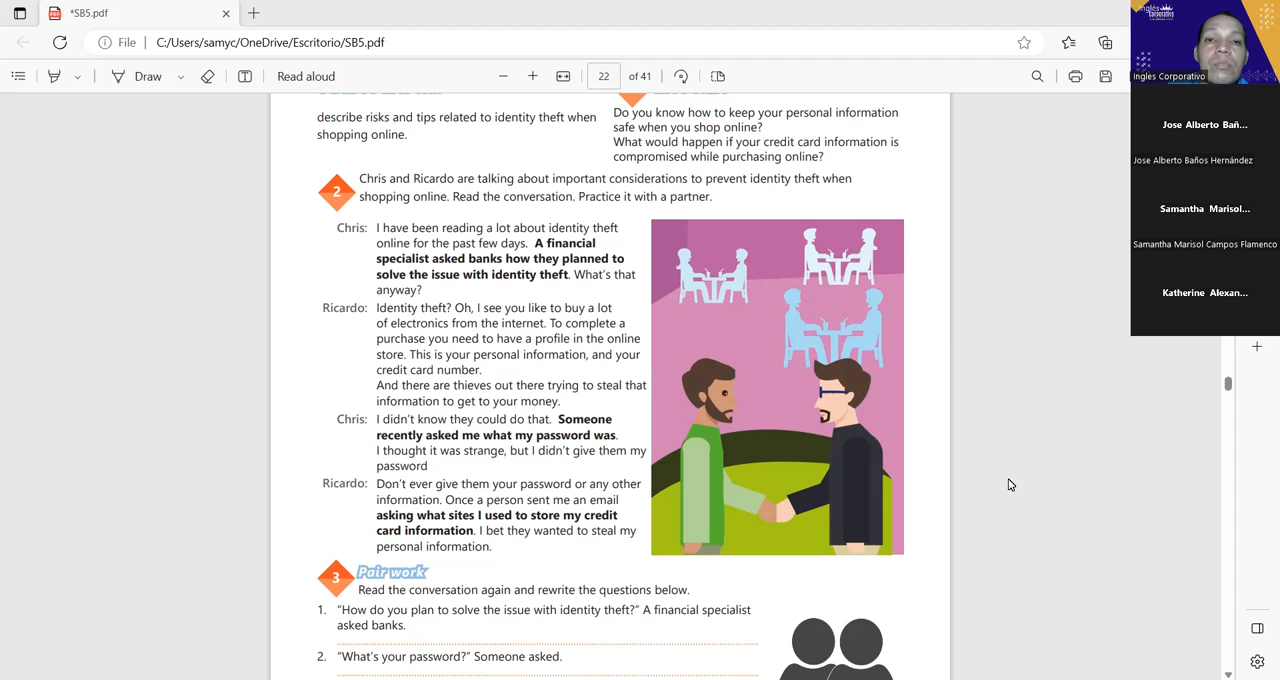 *SB5.pdf
File
C:/Users/samyc/OneDrive/Escritorio/SB5.pdf
Draw
Read aloud
22
of 41
Inglés
Corporativo
Ingles Corporativo
Jose Alberto Bañ...
Jose Alberto Baños Hernández
Samantha Marisol...
Samantha Marisol Campos Flamenco
Katherine Alexan...
describe risks and tips related to identity theft when
shopping online.
Do you know how to keep your personal information
safe when you shop online?
What would happen if your credit card information is
compromised while purchasing online?
2
Chris and Ricardo are talking about important considerations to prevent identity theft when
shopping online. Read the conversation. Practice it with a partner.
Chris: I have been reading a lot about identity theft
online for the past few days. A financial
specialist asked banks how they planned to
solve the issue with identity theft. What's that
anyway?
Ricardo: Identity theft? Oh, I see you like to buy a lot
of electronics from the internet. To complete a
purchase you need to have a profile in the online
store. This is your personal information, and your
credit card number.
And there are thieves out there trying to steal that
information to get to your money.
Chris: I didn't know they could do that. Someone
recently asked me what my password was.
I thought it was strange, but I didn't give them my
password
Ricardo: Don't ever give them your password or any other
information. Once a person sent me an email
asking what sites I used to store my credit
card information. I bet they wanted to steal my
personal information.
3
Pair work
Read the conversation again and rewrite the questions below.
1. "How do you plan to solve the issue with identity theft?" A financial specialist
asked banks.
2. "What's your password?" Someone asked.